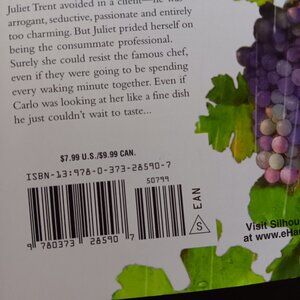 Juliet Trent avoided in a client—he w
arrogant, seductive, passionate and entirely
too charming. But Juliet prided herself on
being the consummate professional.
Surely she could resist the famous chef,
even if they were going to be spending
every waking minute together. Even if
Carlo was looking at her like a fine dish
he just couldn't wait to taste...
$7.99 U.S./$9.99 CAN.
ISBN-13:978-0-373-28590-7
50799
EAN
S
9 780373 285907
Visit Silhou
at www.eHa